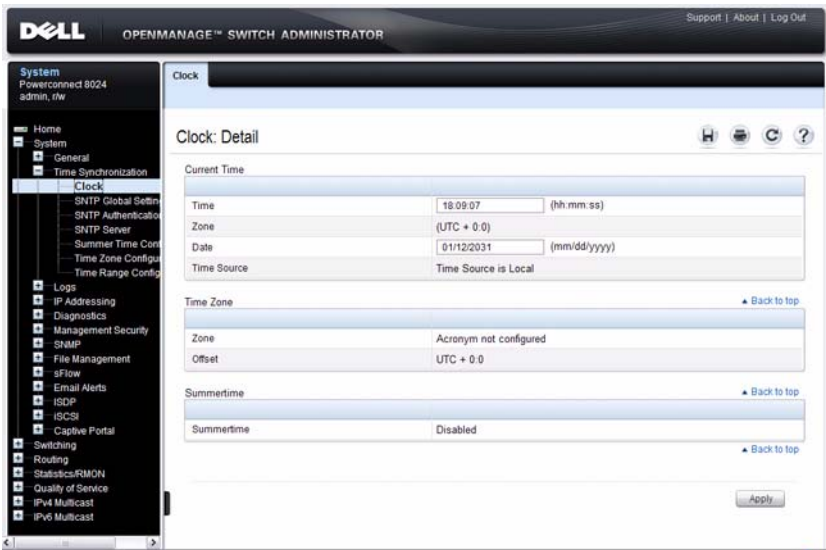 Support | About | Log Out
DELL
OPENMANAGE™ SWITCH ADMINISTRATOR
System
Powerconnect 8024
admin, r/w
Clock
Home
System
General
Time Synchronization
Clock
SNTP Global Settin
SNTP Authenticatio
SNTP Server
Summer Time Cont
Time Zone Configu
Time Range Config
Logs
IP Addressing
Diagnostics
Management Security
SNMP
File Management
sFlow
Email Alerts
ISDP
iSCSI
Captive Portal
Switching
Routing
Statistics/RMON
Quality of Service
IPv4 Multicast
IPv6 Multicast
Clock: Detail
Current Time
Time 18:09:07 (hh:mm:ss)
Zone (UTC + 0:0)
Date 01/12/2031 (mm/dd/yyyy)
Time Source Time Source is Local
Time Zone Back to top
Zone Acronym not configured
Offset UTC + 0:0
Summertime Back to top
Summertime Disabled
Back to top
Apply